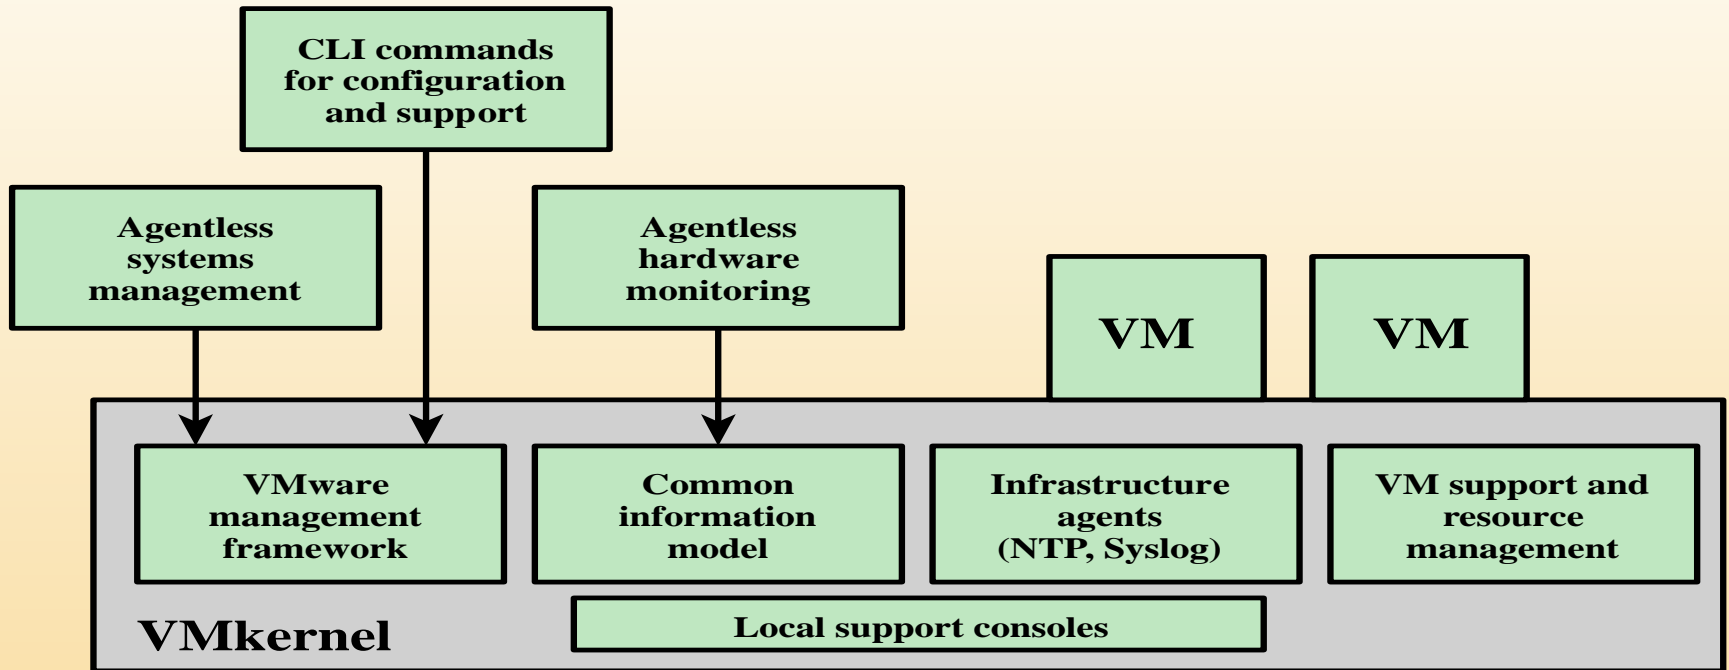 CLI commands
for configuration
and support
Agentless
systems
management
Agentless
hardware
monitoring
VM
VM
VMware
management
framework
Common
information
model
Infrastructure
agents
(NTP, Syslog)
VM support and
resource
management
VMkernel
Local support consoles